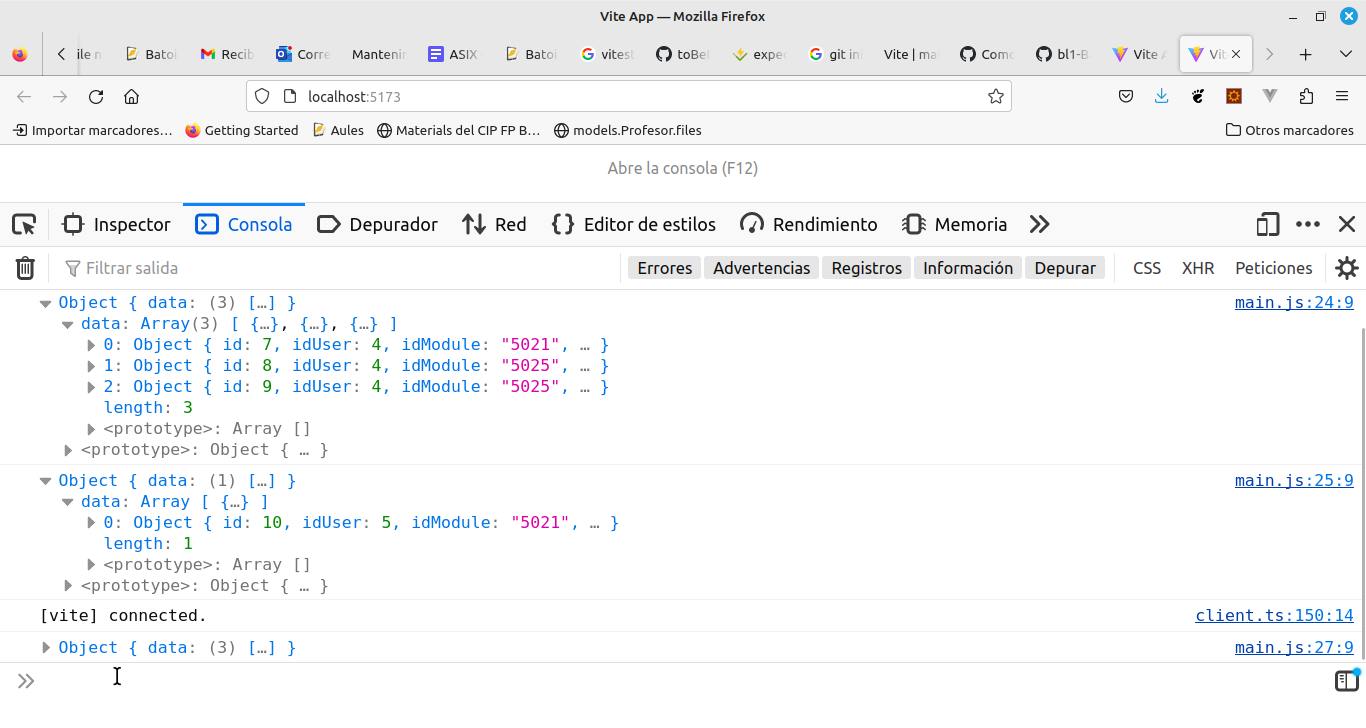 Vite App — Mozilla Firefox
ile n Batoi Recib Corre Mantenir ASIX Batoi vitest toBel expe git ini Vite | ma Como bl1-B Vite A Vit
localhost:5173
Importar marcadores… Getting Started Aules Materials del CIP FP B… models.Profesor.files Otros marcadores
Abre la consola (F12)
Inspector Consola Depurador Red Editor de estilos Rendimiento Memoria
Filtrar salida Errores Advertencias Registros Información Depurar CSS XHR Peticiones
Object { data: (3) […] } main.js:24:9
data: Array(3) [ {…}, {…}, {…} ]
0: Object { id: 7, idUser: 4, idModule: "5021", … }
1: Object { id: 8, idUser: 4, idModule: "5025", … }
2: Object { id: 9, idUser: 4, idModule: "5025", … }
length: 3
<prototype>: Array []
<prototype>: Object { … }
Object { data: (1) […] } main.js:25:9
data: Array [ {…} ]
0: Object { id: 10, idUser: 5, idModule: "5021", … }
length: 1
<prototype>: Array []
<prototype>: Object { … }
[vite] connected. client.ts:150:14
Object { data: (3) […] } main.js:27:9